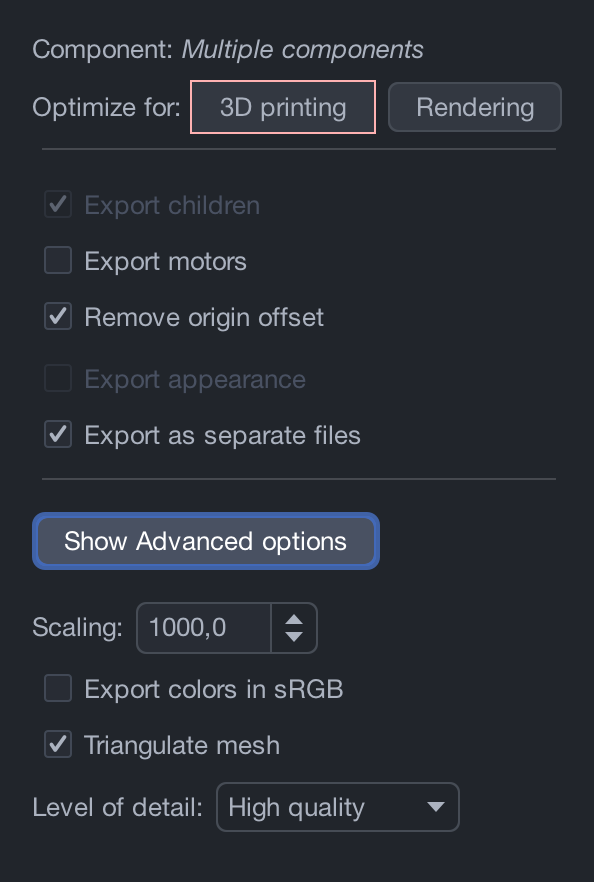 Component: Multiple components
Optimize for: 3D printing Rendering
Export children
Export motors
Remove origin offset
Export appearance
Export as separate files
Show Advanced options
Scaling: 1000,0
Export colors in sRGB
Triangulate mesh
Level of detail: High quality